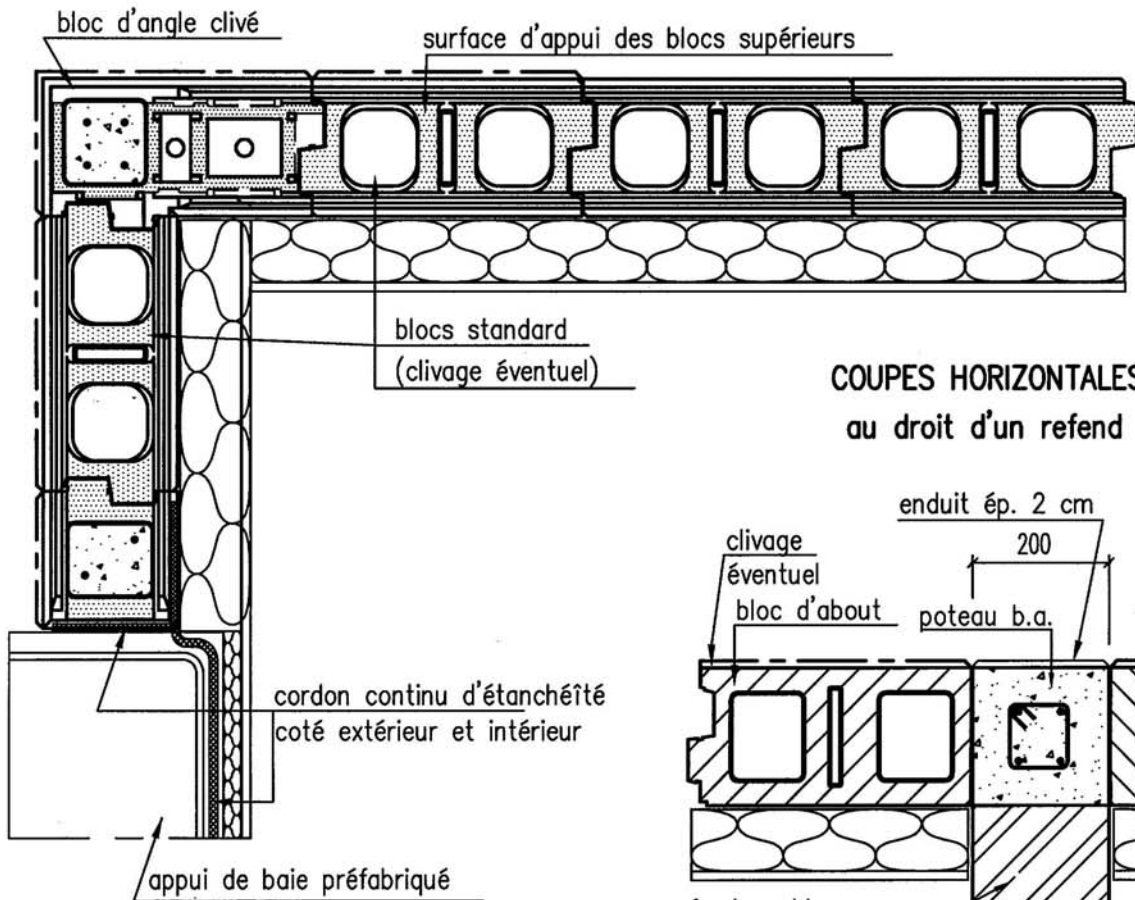 bloc d'angle clivé
surface d'appui des blocs supérieurs
blocs standard
(clivage éventuel)
COUPES HORIZONTALES
au droit d'un refend
enduit ép. 2 cm
200
clivage
éventuel
bloc d'about
poteau b.a.
cordon continu d'étanchéîté
coté extérieur et intérieur
appui de baie préfabriqué